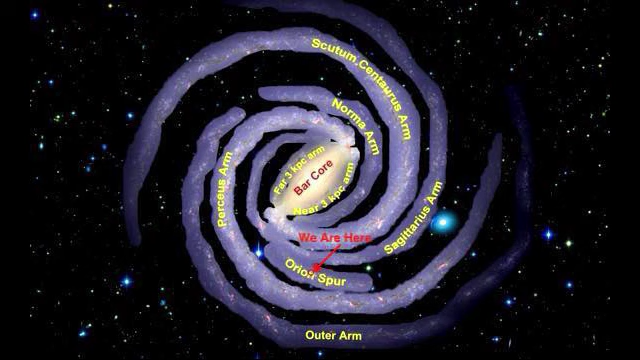 Scutum Centaurus Arm
Norma Arm
Far 3 kpc arm
Bar Core
Near 3 kpc arm
Perceus Arm
Sagittarius Arm
We Are Here
Orion Spur
Outer Arm